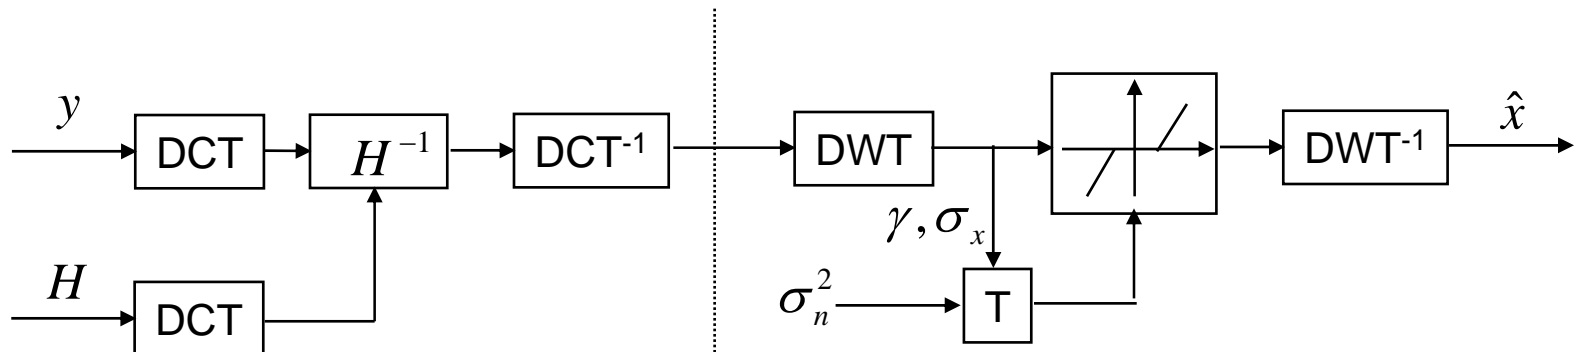 y
DCT
H⁻¹
DCT⁻¹
H
DCT
DWT
γ, σₓ
σₙ²
T
DWT⁻¹
x̂